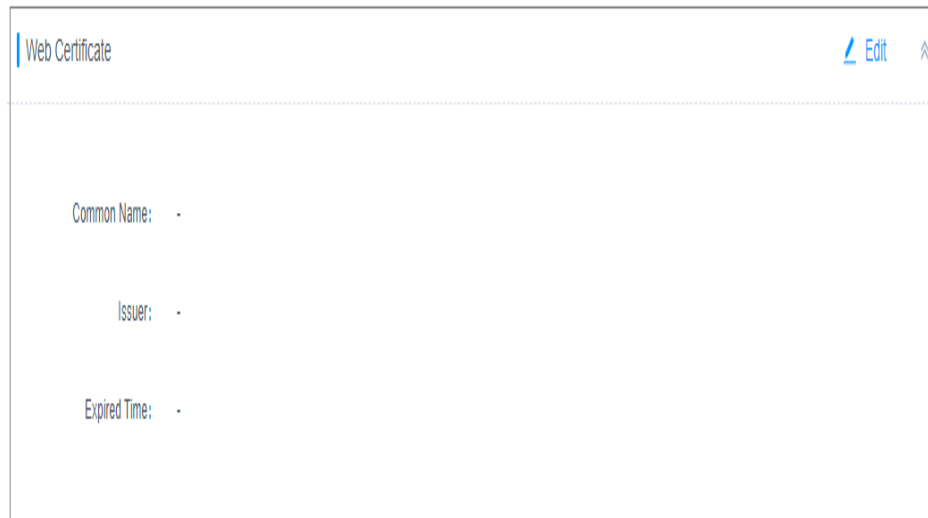 Web Certificate Edit
Common Name: -
Issuer: -
Expired Time: -